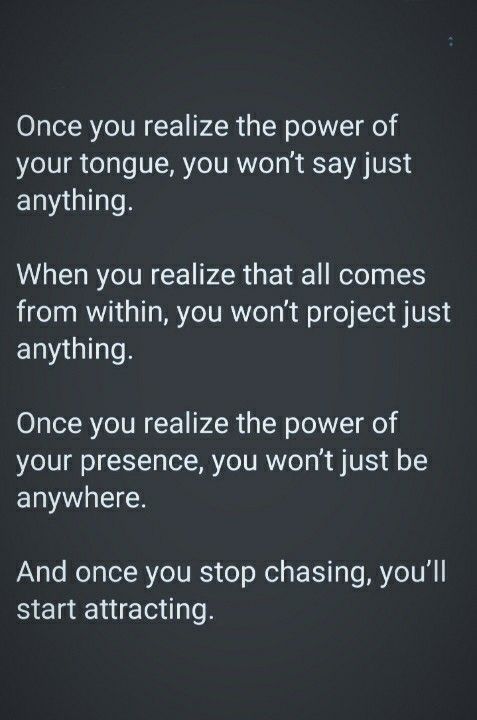 Once you realize the power of
your tongue, you won’t say just
anything.
When you realize that all comes
from within, you won’t project just
anything.
Once you realize the power of
your presence, you won’t just be
anywhere.
And once you stop chasing, you’ll
start attracting.